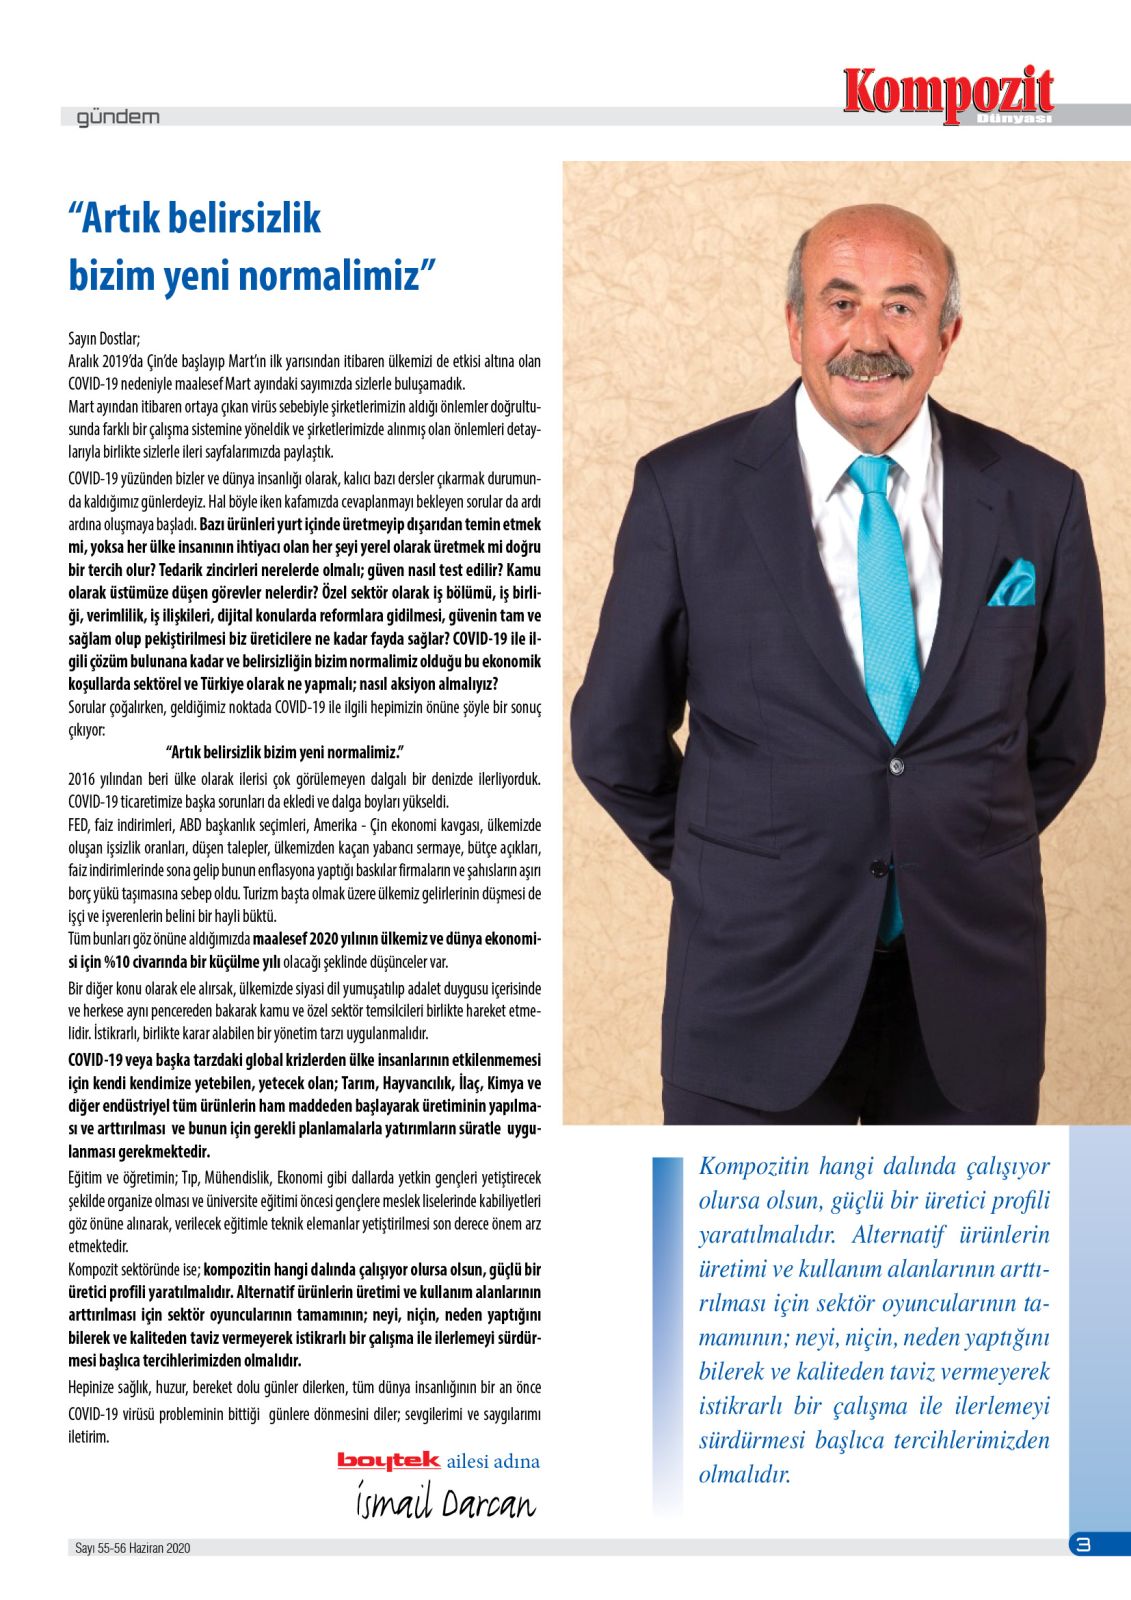 gündem
Kompozit
Dünyası
“Artık belirsizlik
bizim yeni normalimiz”
Sayın Dostlar;
Aralık 2019’da Çin’de başlayıp Mart’ın ilk yarısından itibaren ülkemizi de etkisi altına olan
COVID-19 nedeniyle maalesef Mart ayındaki sayımızda sizlerle buluşamadık.
Mart ayından itibaren ortaya çıkan virüs sebebiyle şirketlerimizin aldığı önlemler doğrultu-
sunda farklı bir çalışma sistemine yöneldik ve şirketlerimizde alınmış olan önlemleri detay-
larıyla birlikte sizlerle ileri sayfalarımızda paylaştık.
COVID-19 yüzünden bizler ve dünya insanlığı olarak, kalıcı bazı dersler çıkarmak durumun-
da kaldığımız günlerdeyiz. Hal böyle iken kafamızda cevaplanmayı bekleyen sorular da ardı
ardına oluşmaya başladı. Bazı ürünleri yurt içinde üretmeyip dışarıdan temin etmek
mi, yoksa her ülke insanının ihtiyacı olan her şeyi yerel olarak üretmek mi doğru
bir tercih olur? Tedarik zincirleri nerelerde olmalı; güven nasıl test edilir? Kamu
olarak üstümüze düşen görevler nelerdir? Özel sektör olarak iş bölümü, iş birli-
ği, verimlilik, iş ilişkileri, dijital konularda reformlara gidilmesi, güvenin tam ve
sağlam olup pekiştirilmesi biz üreticilere ne kadar fayda sağlar? COVID-19 ile il-
gili çözüm bulunana kadar ve belirsizliğin bizim normalimiz olduğu bu ekonomik
koşullarda sektörel ve Türkiye olarak ne yapmalı; nasıl aksiyon almalıyız?
Sorular çoğalırken, geldiğimiz noktada COVID-19 ile ilgili hepimizin önüne şöyle bir sonuç
çıkıyor:
“Artık belirsizlik bizim yeni normalimiz.”
2016 yılından beri ülke olarak ilerisi çok görülemeyen dalgalı bir denizde ilerliyorduk.
COVID-19 ticaretimize başka sorunları da ekledi ve dalga boyları yükseldi.
FED, faiz indirimleri, ABD başkanlık seçimleri, Amerika - Çin ekonomi kavgası, ülkemizde
oluşan işsizlik oranları, düşen talepler, ülkemizden kaçan yabancı sermaye, bütçe açıkları,
faiz indirimlerinde sona gelip bunun enflasyona yaptığı baskılar firmaların ve şahısların aşırı
borç yükü taşımasına sebep oldu. Turizm başta olmak üzere ülkemiz gelirlerinin düşmesi de
işçi ve işverenlerin belini bir hayli büktü.
Tüm bunları göz önüne aldığımızda maalesef 2020 yılının ülkemiz ve dünya ekonomi-
si için %10 civarında bir küçülme yılı olacağı şeklinde düşünceler var.
Bir diğer konu olarak ele alırsak, ülkemizde siyasi dil yumuşatılıp adalet duygusu içerisinde
ve herkese aynı pencereden bakarak kamu ve özel sektör temsilcileri birlikte hareket etme-
lidir. İstikrarlı, birlikte karar alabilen bir yönetim tarzı uygulanmalıdır.
COVID-19 veya başka tarzdaki global krizlerden ülke insanlarının etkilenmemesi
için kendi kendimize yetebilen, yetecek olan; Tarım, Hayvancılık, İlaç, Kimya ve
diğer endüstriyel tüm ürünlerin ham maddeden başlayarak üretiminin yapılma-
sı ve arttırılması ve bunun için gerekli planlamalarla yatırımların süratle uygu-
lanması gerekmektedir.
Eğitim ve öğretimin; Tıp, Mühendislik, Ekonomi gibi dallarda yetkin gençleri yetiştirecek
şekilde organize olması ve üniversite eğitimi öncesi gençlere meslek liselerinde kabiliyetleri
göz önüne alınarak, verilecek eğitimle teknik elemanlar yetiştirilmesi son derece önem arz
etmektedir.
Kompozit sektöründe ise; kompozitin hangi dalında çalışıyor olursa olsun, güçlü bir
üretici profili yaratılmalıdır. Alternatif ürünlerin üretimi ve kullanım alanlarının
arttırılması için sektör oyuncularının tamamının; neyi, niçin, neden yaptığını
bilerek ve kaliteden taviz vermeyerek istikrarlı bir çalışma ile ilerlemeyi sürdür-
mesi başlıca tercihlerimizden olmalıdır.
Hepinize sağlık, huzur, bereket dolu günler dilerken, tüm dünya insanlığının bir an önce
COVID-19 virüsü probleminin bittiği günlere dönmesini diler; sevgilerimi ve saygılarımı
iletirim.
boytek ailesi adına
İsmail Darcan
Kompozitin hangi dalında çalışıyor
olursa olsun, güçlü bir üretici profili
yaratılmalıdır. Alternatif ürünlerin
üretimi ve kullanım alanlarının arttı-
rılması için sektör oyuncularının ta-
mamının; neyi, niçin, neden yaptığını
bilerek ve kaliteden taviz vermeyerek
istikrarlı bir çalışma ile ilerlemeyi
sürdürmesi başlıca tercihlerimizden
olmalıdır.
Sayı 55-56 Haziran 2020
3